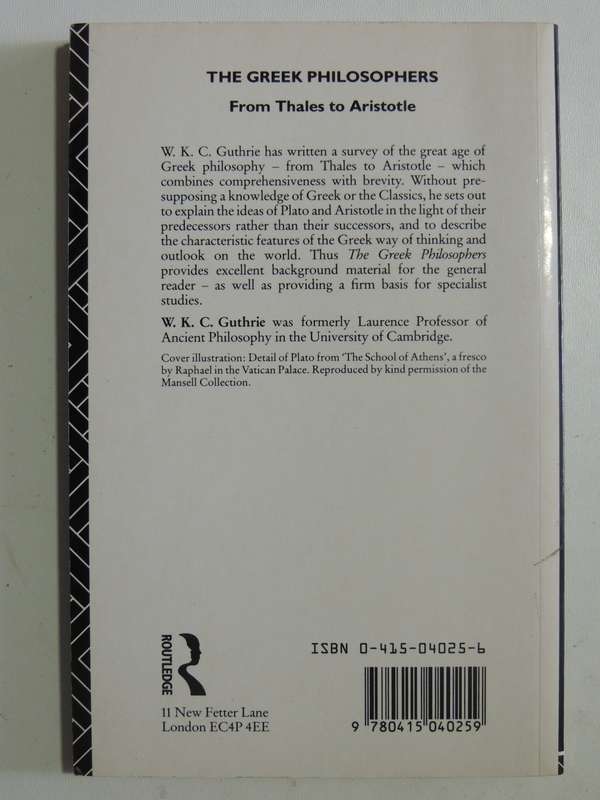 THE GREEK PHILOSOPHERS
From Thales to Aristotle
W. K. C. Guthrie has written a survey of the great age of
Greek philosophy – from Thales to Aristotle – which
combines comprehensiveness with brevity. Without pre-
supposing a knowledge of Greek or the Classics, he sets out
to explain the ideas of Plato and Aristotle in the light of their
predecessors rather than their successors, and to describe
the characteristic features of the Greek way of thinking and
outlook on the world. Thus The Greek Philosophers
provides excellent background material for the general
reader – as well as providing a firm basis for specialist
studies.
W. K. C. Guthrie was formerly Laurence Professor of
Ancient Philosophy in the University of Cambridge.
Cover illustration: Detail of Plato from 'The School of Athens', a fresco
by Raphael in the Vatican Palace. Reproduced by kind permission of the
Mansell Collection.
ROUTLEDGE
11 New Fetter Lane
London EC4P 4EE
ISBN 0-415-04025-6
9 780415 040259